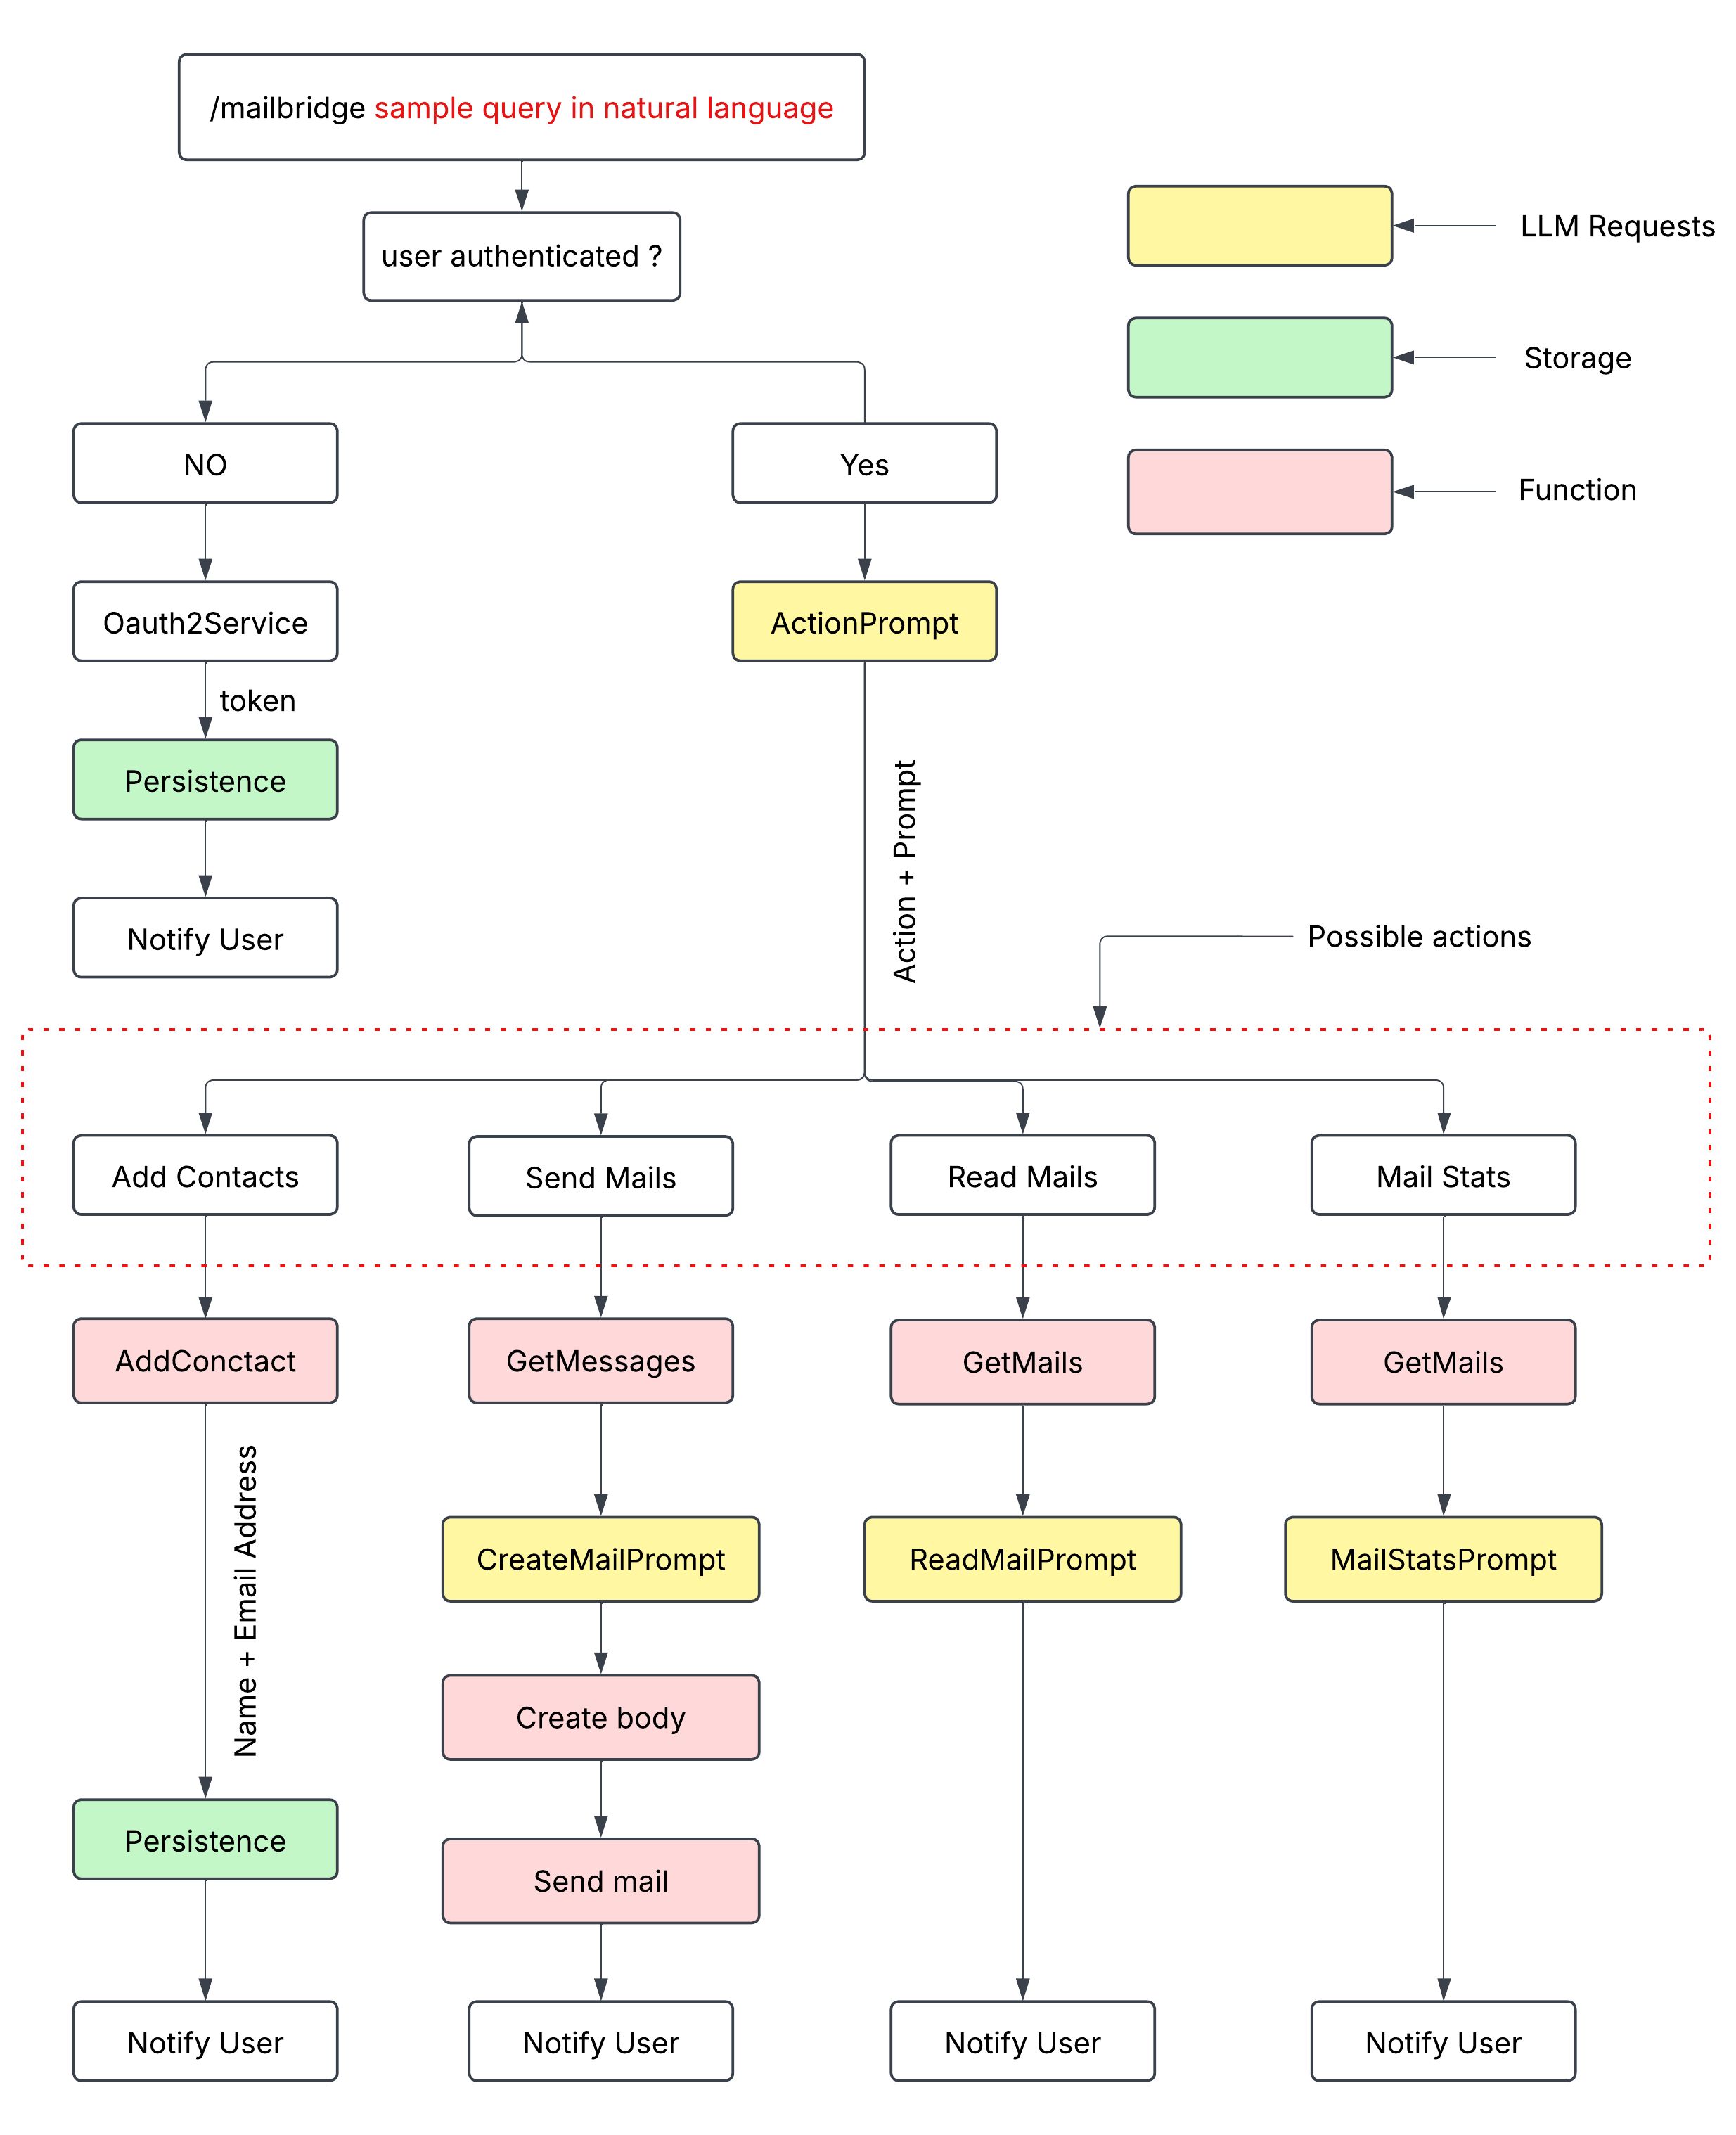 /mailbridge sample query in natural language
user authenticated ?
LLM Requests
Storage
Function
NO
Yes
Oauth2Service
ActionPrompt
token
Persistence
Action + Prompt
Notify User
Possible actions
Add Contacts
Send Mails
Read Mails
Mail Stats
AddConctact
GetMessages
GetMails
GetMails
Name + Email Address
CreateMailPrompt
ReadMailPrompt
MailStatsPrompt
Create body
Persistence
Send mail
Notify User
Notify User
Notify User
Notify User